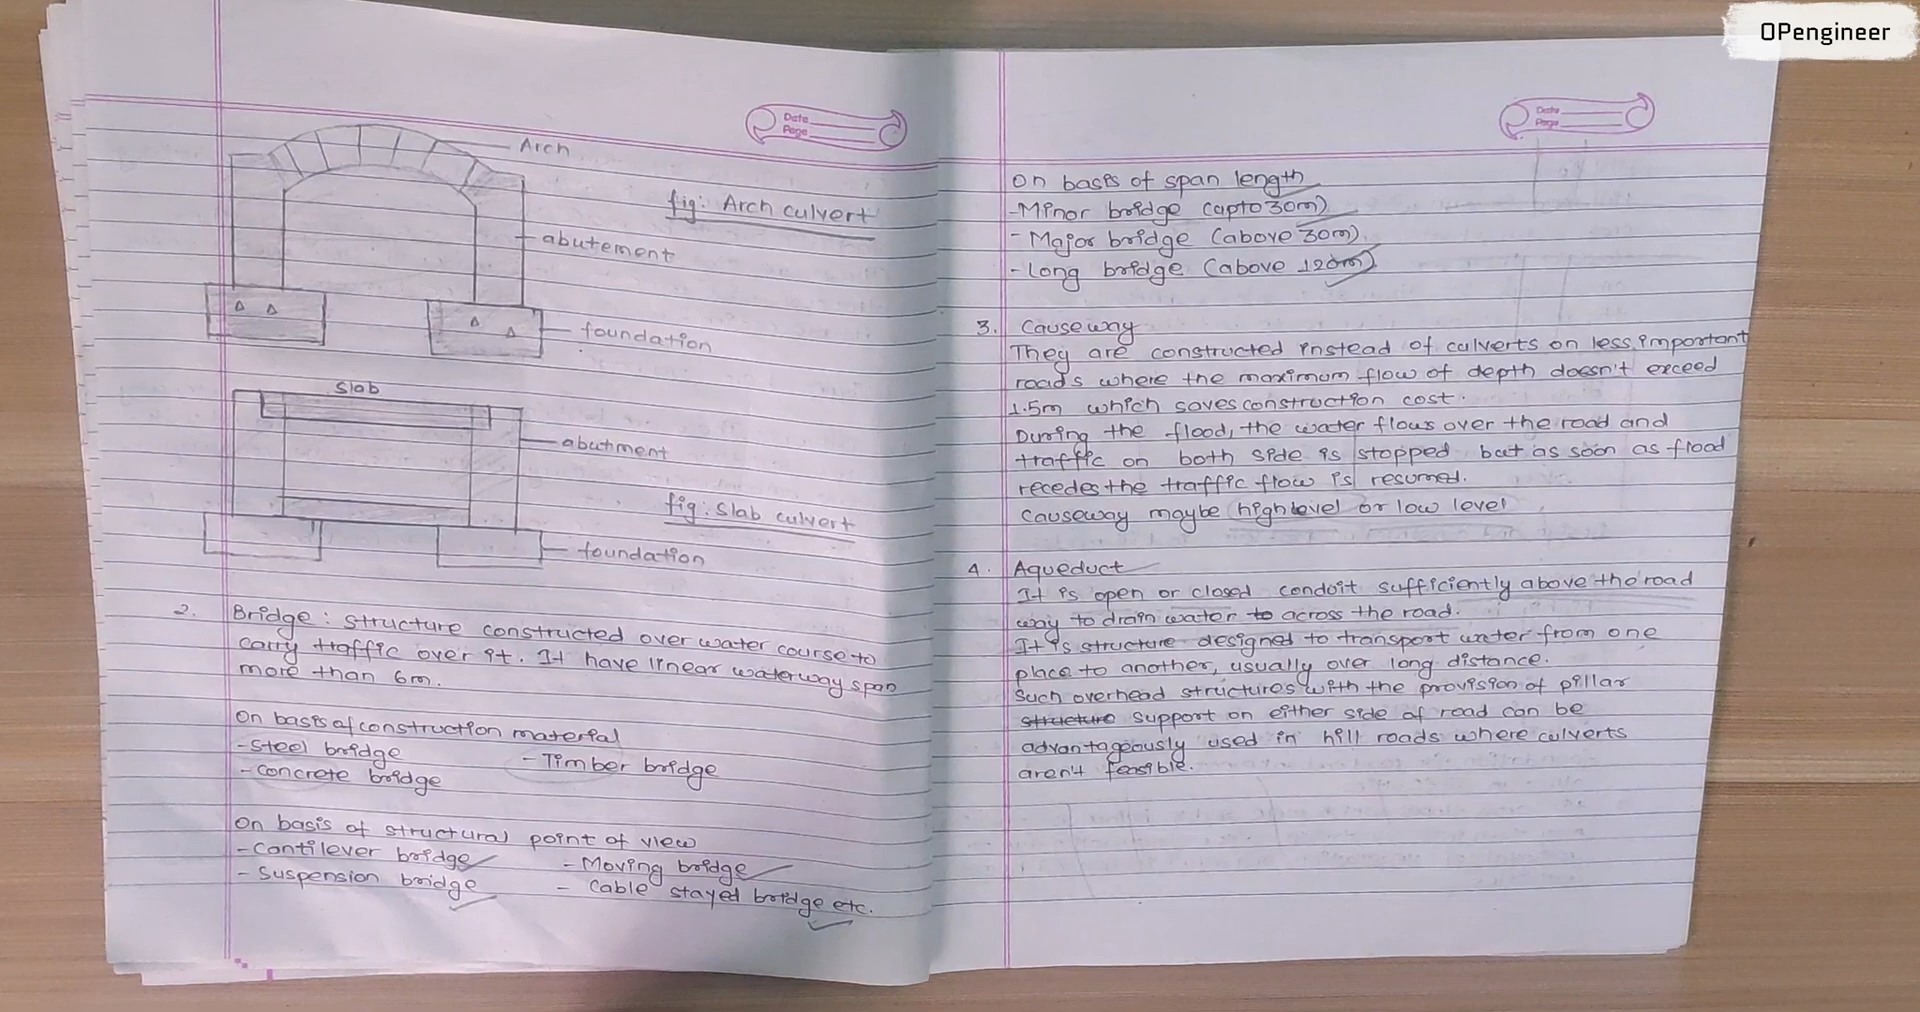 OPengineer
Date
Page
Arch
fig: Arch culvert
abutement
foundation
Slab
abutment
fig: Slab culvert
foundation
2. Bridge : structure constructed over water course to
carry traffic over it. It have linear waterway span
more than 6m.
On basis of construction material
-Steel bridge -Timber bridge
-Concrete bridge
On basis of structural point of view
-Cantilever bridge -Moving bridge
-Suspension bridge - Cable stayed bridge etc.
Date
Page
On basis of span length
-Minor bridge (upto 30m)
- Major bridge (above 30m)
- Long bridge (above 120m)
3. Causeway
They are constructed instead of culverts on less important
roads where the maximum flow of depth doesn't exceed
1.5m which saves construction cost.
During the flood, the water flows over the road and
traffic on both side is stopped but as soon as flood
recedes the traffic flow is resumed.
Causeway maybe high level or low level
4. Aqueduct
It is open or closed conduit sufficiently above the road
way to drain water to across the road.
It is structure designed to transport water from one
place to another, usually over long distance.
Such overhead structures with the provision of pillar
structure support on either side of road can be
advantageously used in hill roads where culverts
aren't feasible.